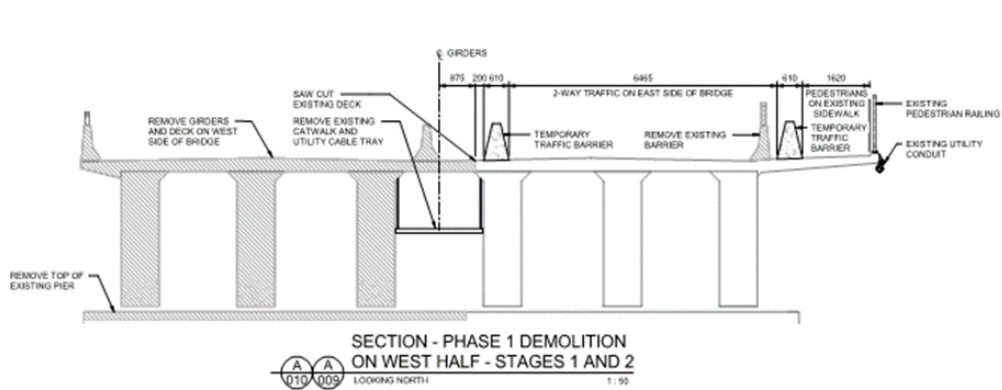 ℄ GIRDERS
875 200 610 6465 610 1620
2-WAY TRAFFIC ON EAST SIDE OF BRIDGE
SAW CUT
EXISTING DECK
REMOVE GIRDERS
AND DECK ON WEST
SIDE OF BRIDGE
REMOVE EXISTING
CATWALK AND
UTILITY CABLE TRAY
TEMPORARY
TRAFFIC BARRIER
REMOVE EXISTING
BARRIER
PEDESTRIANS
ON EXISTING
SIDEWALK
TEMPORARY
TRAFFIC
BARRIER
EXISTING
PEDESTRIAN RAILING
EXISTING UTILITY
CONDUIT
REMOVE TOP OF
EXISTING PIER
SECTION - PHASE 1 DEMOLITION
ON WEST HALF - STAGES 1 AND 2
A A
010 009
LOOKING NORTH 1 : 50